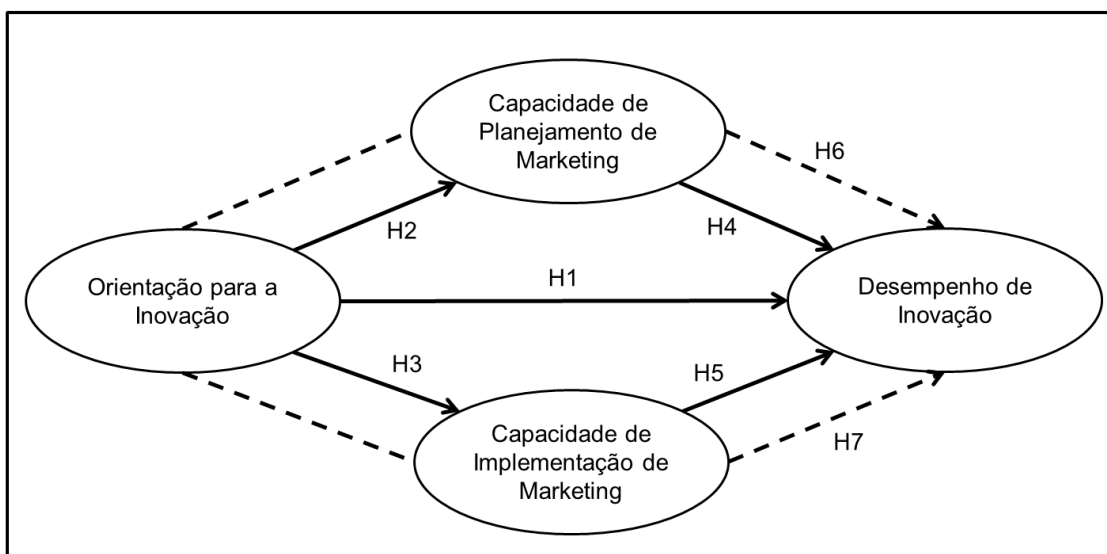 Capacidade de
Planejamento de
Marketing
H6
H2
H4
Orientação para a
Inovação
H1
Desempenho de
Inovação
H3
H5
Capacidade de
Implementação de
Marketing
H7